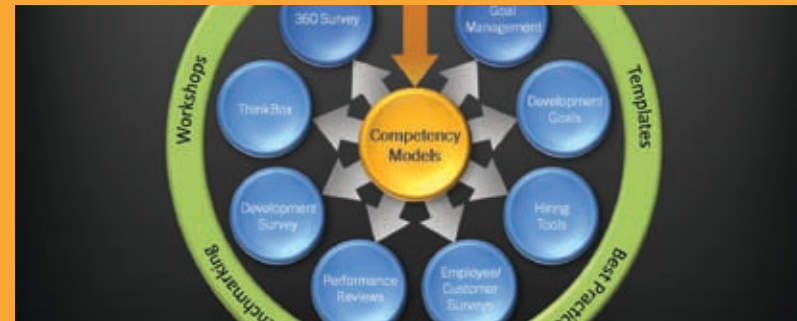 360 Survey
Goal
Management
Workshops
Templates
ThinkBox
Development
Goals
Competency
Models
Development
Survey
Hiring
Tools
Performance
Reviews
Employee/
Customer
Surveys